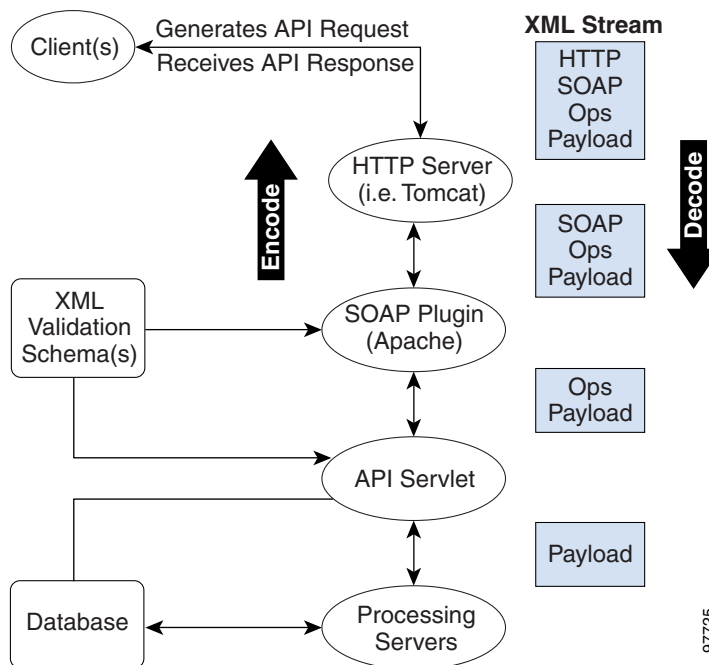 Client(s)
Generates API Request
Receives API Response
XML Stream
HTTP
SOAP
Ops
Payload
HTTP Server
(i.e. Tomcat)
Encode
Decode
SOAP
Ops
Payload
XML
Validation
Schema(s)
SOAP Plugin
(Apache)
Ops
Payload
API Servlet
Payload
Database
Processing
Servers
97725